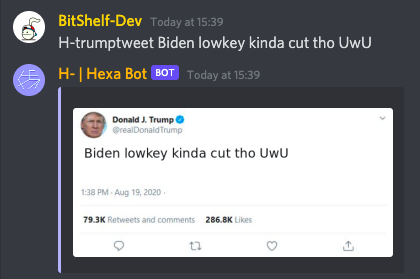 BitShelf-Dev Today at 15:39
H-trumptweet Biden lowkey kinda cut tho UwU
H- | Hexa Bot BOT Today at 15:39
Donald J. Trump
@realDonaldTrump
Biden lowkey kinda cut tho UwU
1:38 PM · Aug 19, 2020 ·
79.3K Retweets and comments 286.8K Likes